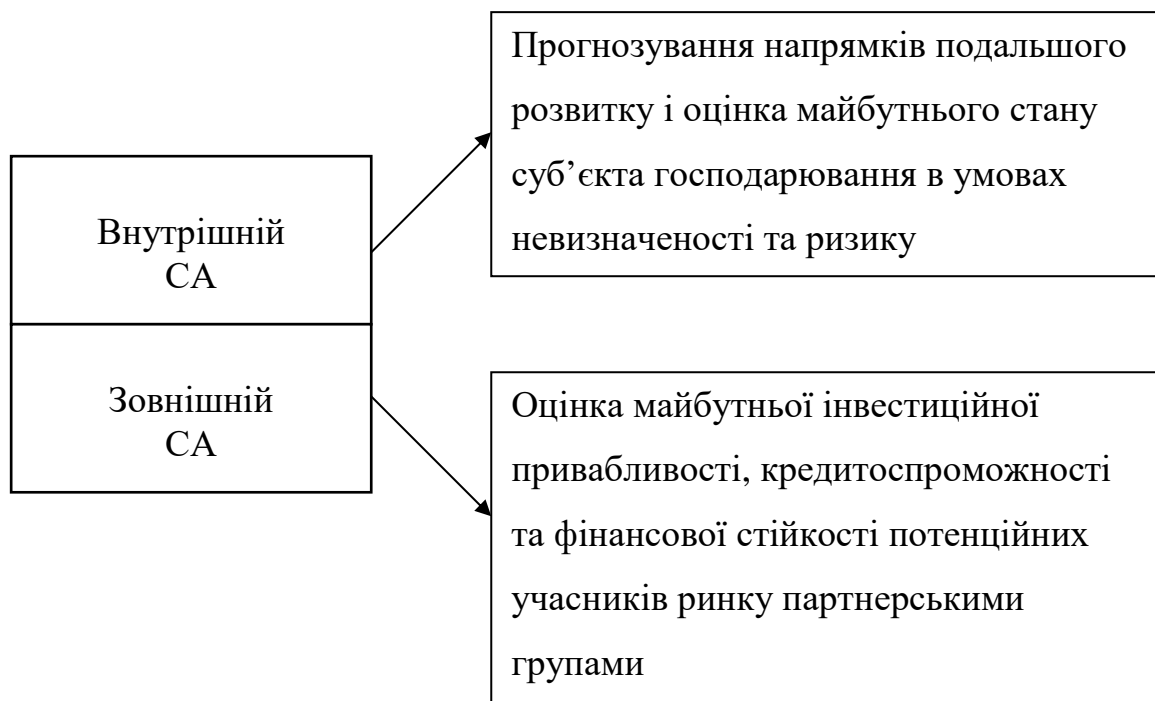 Прогнозування напрямків подальшого
розвитку і оцінка майбутнього стану
суб’єкта господарювання в умовах
невизначеності та ризику
Внутрішній
СА
Зовнішній
СА
Оцінка майбутньої інвестиційної
привабливості, кредитоспроможності
та фінансової стійкості потенційних
учасників ринку партнерськими
групами